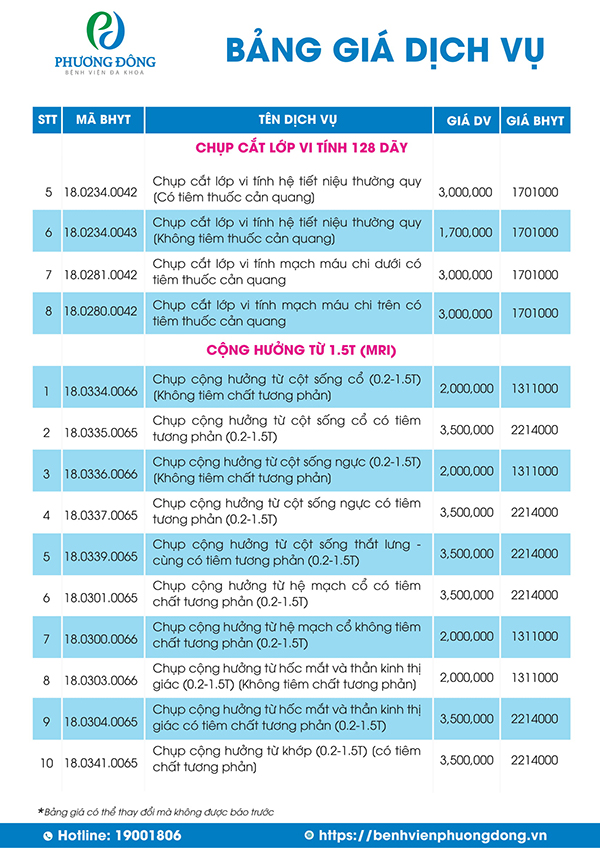 PHƯƠNG ĐÔNG
BỆNH VIỆN ĐA KHOA
BẢNG GIÁ DỊCH VỤ
STT MÃ BHYT TÊN DỊCH VỤ GIÁ DV GIÁ BHYT
CHỤP CẮT LỚP VI TÍNH 128 DÃY
Chụp cắt lớp vi tính hệ tiết niệu thường quy
5 18.0234.0042 3,000,000 1701000
[Có tiêm thuốc cản quang]
Chụp cắt lớp vi tính hệ tiết niệu thường quy
6 18.0234.0043 1,700,000 1701000
[Không tiêm thuốc cản quang]
Chụp cắt lớp vi tính mạch máu chi dưới có
7 18.0281.0042 3,000,000 1701000
tiêm thuốc cản quang
Chụp cắt lớp vi tính mạch máu chi trên có
8 18.0280.0042 3,000,000 1701000
tiêm thuốc cản quang
CỘNG HƯỞNG TỪ 1.5T (MRI)
Chụp cộng hưởng từ cột sống cổ (0.2-1.5T)
1 18.0334.0066 2,000,000 1311000
[Không tiêm chất tương phản]
Chụp cộng hưởng từ cột sống cổ có tiêm
2 18.0335.0065 3,500,000 2214000
tương phản (0.2-1.5T)
Chụp cộng hưởng từ cột sống ngực (0.2-1.5T)
3 18.0336.0066 2,000,000 1311000
[Không tiêm chất tương phản]
Chụp cộng hưởng từ cột sống ngực có tiêm
4 18.0337.0065 3,500,000 2214000
tương phản (0.2-1.5T)
Chụp cộng hưởng từ cột sống thắt lưng -
5 18.0339.0065 3,500,000 2214000
cùng có tiêm tương phản (0.2-1.5T)
Chụp cộng hưởng từ hệ mạch cổ có tiêm
6 18.0301.0065 3,500,000 2214000
chất tương phản (0.2-1.5T)
Chụp cộng hưởng từ hệ mạch cổ không tiêm
7 18.0300.0066 2,000,000 1311000
chất tương phản (0.2-1.5T)
Chụp cộng hưởng từ hốc mắt và thần kinh thị
8 18.0303.0066 2,000,000 1311000
giác (0.2-1.5T) [Không tiêm chất tương phản]
Chụp cộng hưởng từ hốc mắt và thần kinh thị
9 18.0304.0065 3,500,000 2214000
giác có tiêm chất tương phản (0.2-1.5T)
Chụp cộng hưởng từ khớp (0.2-1.5T) [có tiêm
10 18.0341.0065 3,500,000 2214000
chất tương phản]
*Bảng giá có thể thay đổi mà không được báo trước
Hotline: 19001806 https://benhvienphuongdong.vn